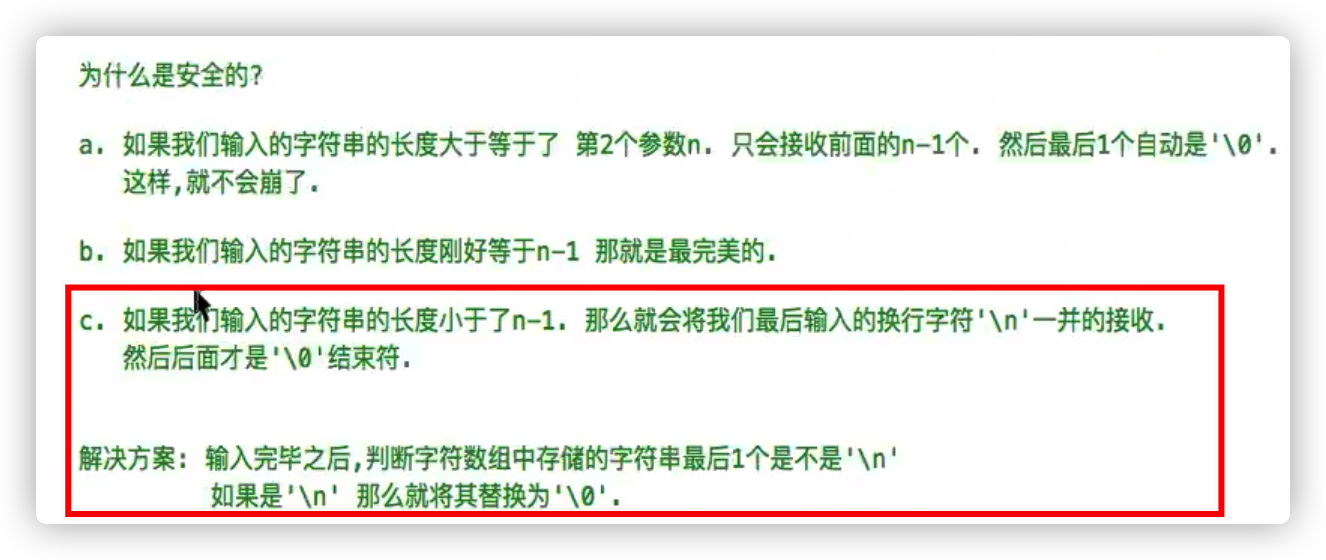 为什么是安全的?
a. 如果我们输入的字符串的长度大于等于了 第2个参数n. 只会接收前面的n-1个. 然后最后1个自动是'\0'.
这样,就不会崩了.
b. 如果我们输入的字符串的长度刚好等于n-1 那就是最完美的.
c. 如果我们输入的字符串的长度小于了n-1. 那么就会将我们最后输入的换行字符'\n'一并的接收.
然后后面才是'\0'结束符.
解决方案: 输入完毕之后,判断字符数组中存储的字符串最后1个是不是'\n'
如果是'\n' 那么就将其替换为'\0'.